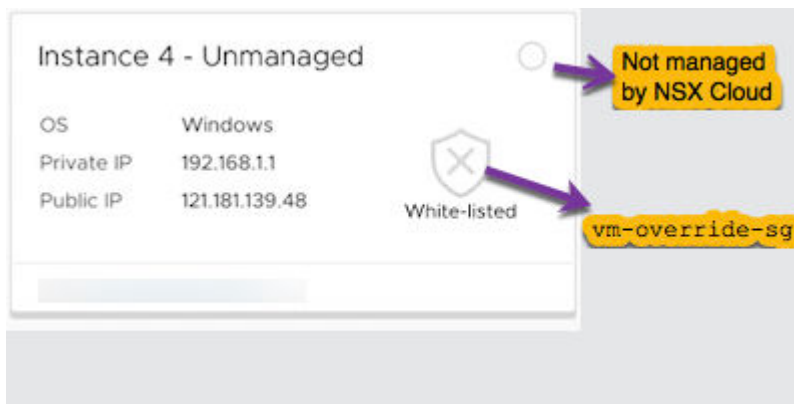 Instance 4 - Unmanaged
Not managed
by NSX Cloud
OS Windows
Private IP 192.168.1.1
Public IP 121.181.139.48
White-listed
vm-override-sg